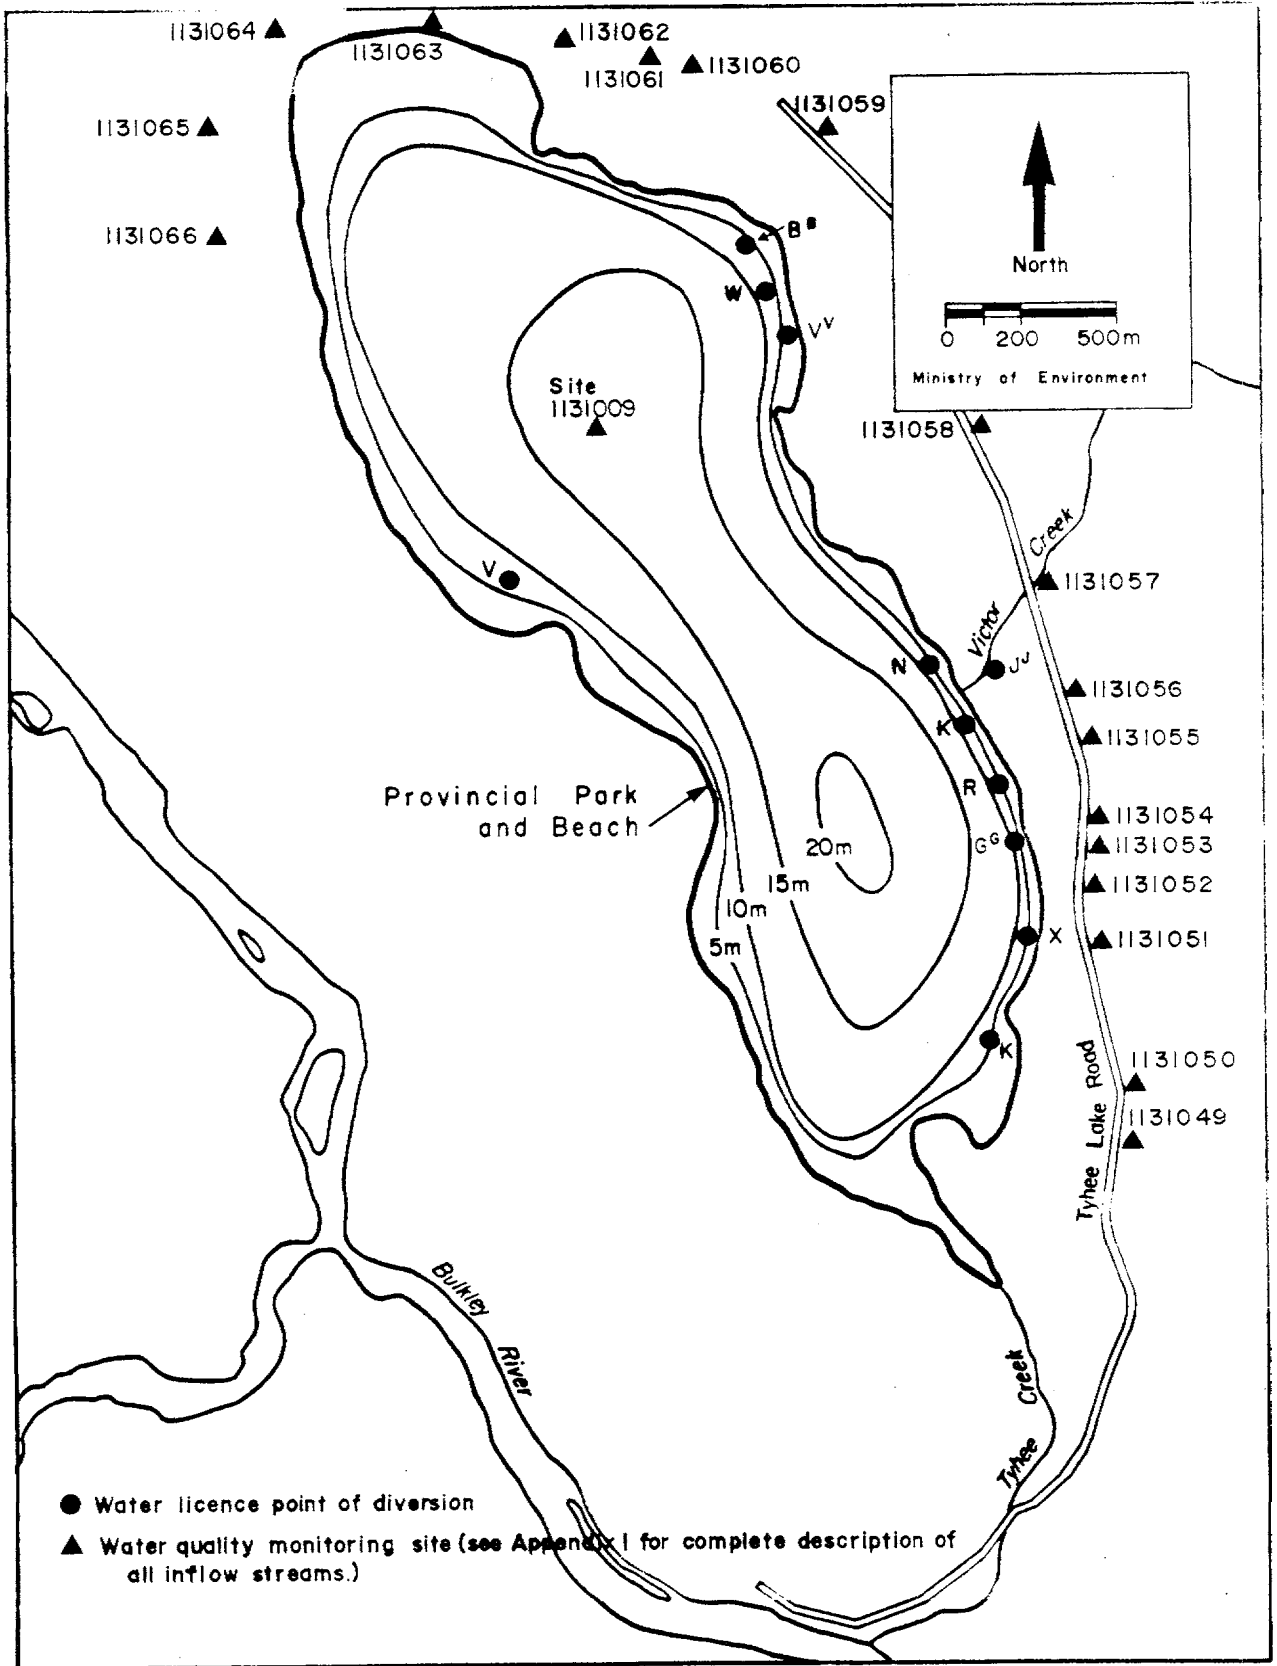 1131064
1131063
1131062
1131061
1131060
1131059
1131065
1131066
North
0 200 500m
Ministry of Environment
B B
W
V V
Site
1131009
1131058
Creek
Victor
1131057
V
N
J J
1131056
K
1131055
R
Provincial Park
and Beach
1131054
G G
1131053
20m
1131052
15m
10m
5m
X
1131051
K
1131050
1131049
Tyhee Lake Road
Bulkley
River
Creek
Tyhee
Water licence point of diversion
Water quality monitoring site (see Appendix 1 for complete description of
all inflow streams.)